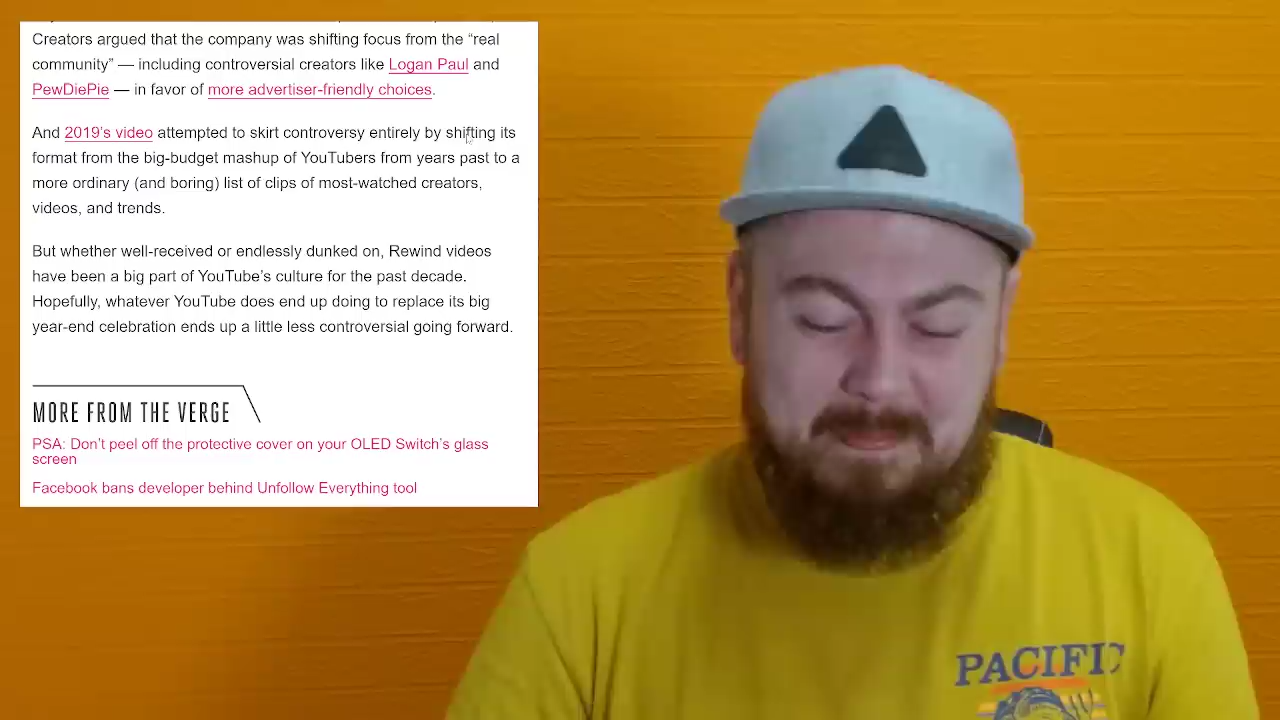 Creators argued that the company was shifting focus from the “real
community” — including controversial creators like Logan Paul and
PewDiePie — in favor of more advertiser-friendly choices.
And 2019’s video attempted to skirt controversy entirely by shifting its
format from the big-budget mashup of YouTubers from years past to a
more ordinary (and boring) list of clips of most-watched creators,
videos, and trends.
But whether well-received or endlessly dunked on, Rewind videos
have been a big part of YouTube’s culture for the past decade.
Hopefully, whatever YouTube does end up doing to replace its big
year-end celebration ends up a little less controversial going forward.
MORE FROM THE VERGE
PSA: Don’t peel off the protective cover on your OLED Switch’s glass
screen
Facebook bans developer behind Unfollow Everything tool
PACIFIC